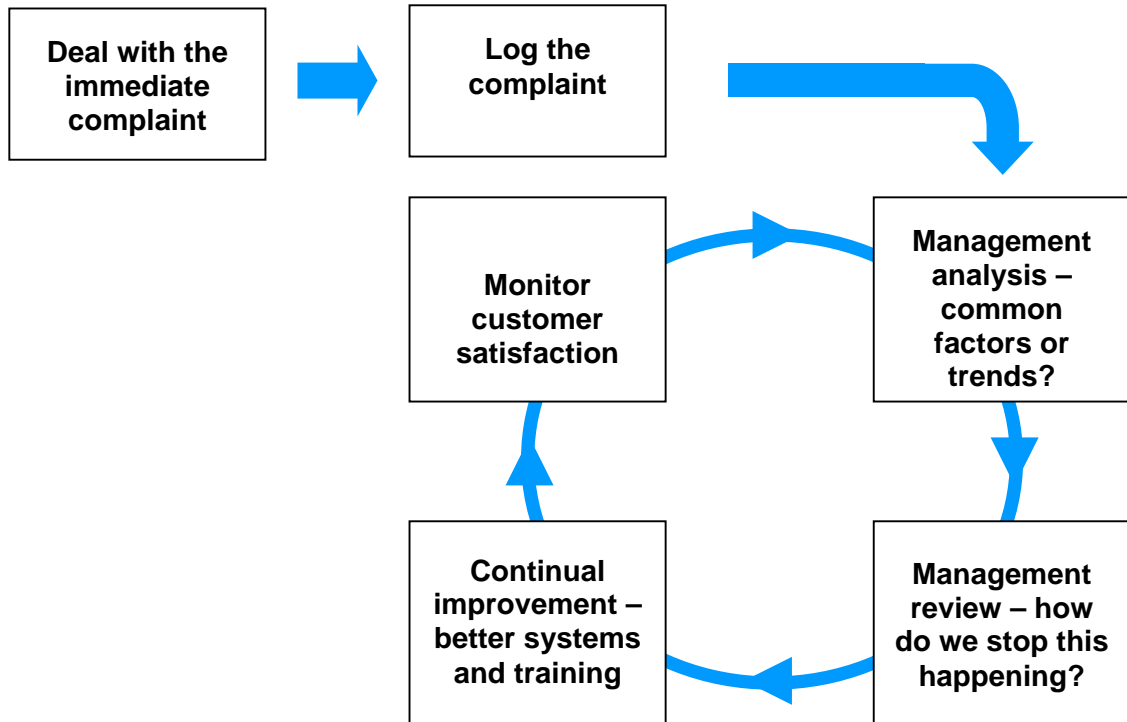 Deal with the
immediate
complaint
Log the
complaint
Monitor
customer
satisfaction
Management
analysis –
common
factors or
trends?
Continual
improvement –
better systems
and training
Management
review – how
do we stop this
happening?